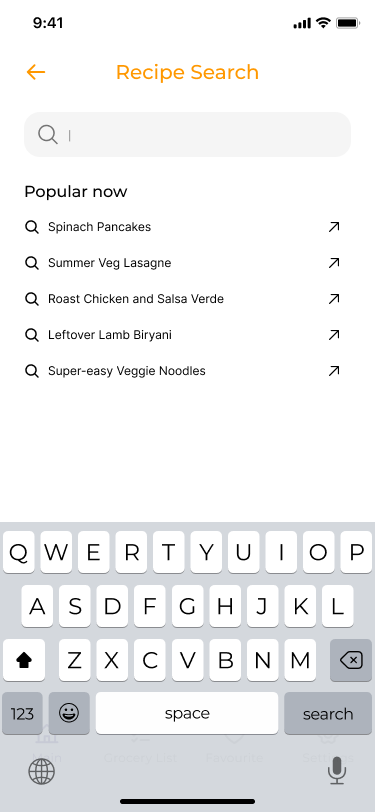 9:41
Recipe Search
Popular now
Spinach Pancakes
Summer Veg Lasagne
Roast Chicken and Salsa Verde
Leftover Lamb Biryani
Super-easy Veggie Noodles
Q W E R T Y U I O P
A S D F G H J K L
Z X C V B N M
123 space search